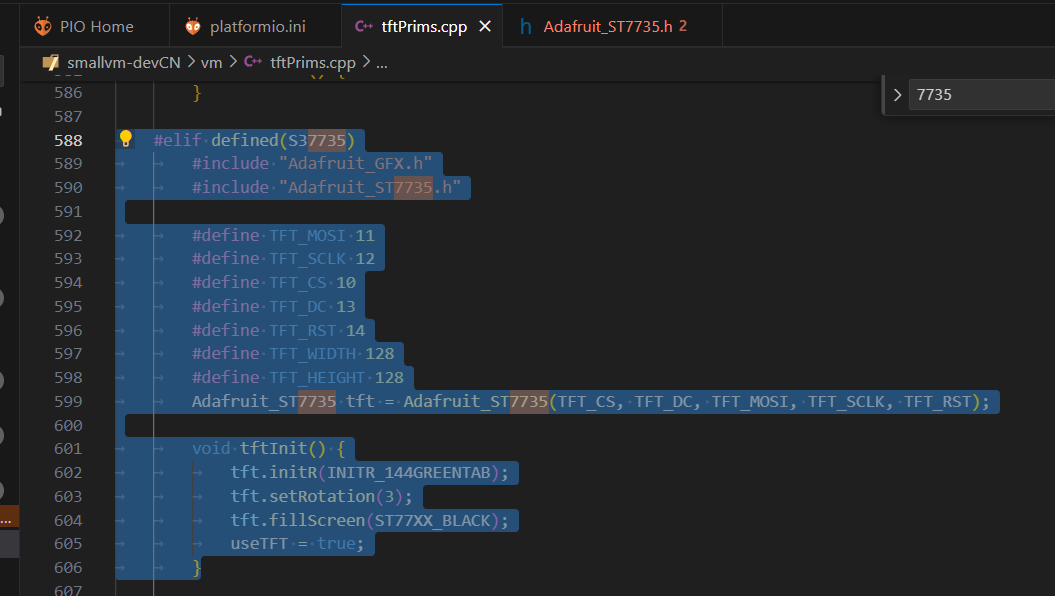 PIO Home
platformio.ini
tftPrims.cpp
Adafruit_ST7735.h 2
smallvm-devCN > vm > tftPrims.cpp > ...
7735
586 }
587
588 #elif defined(S37735)
589 #include "Adafruit_GFX.h"
590 #include "Adafruit_ST7735.h"
591
592 #define TFT_MOSI 11
593 #define TFT_SCLK 12
594 #define TFT_CS 10
595 #define TFT_DC 13
596 #define TFT_RST 14
597 #define TFT_WIDTH 128
598 #define TFT_HEIGHT 128
599 Adafruit_ST7735 tft = Adafruit_ST7735(TFT_CS, TFT_DC, TFT_MOSI, TFT_SCLK, TFT_RST);
600
601 void tftInit() {
602 tft.initR(INITR_144GREENTAB);
603 tft.setRotation(3);
604 tft.fillScreen(ST77XX_BLACK);
605 useTFT = true;
606 }
607